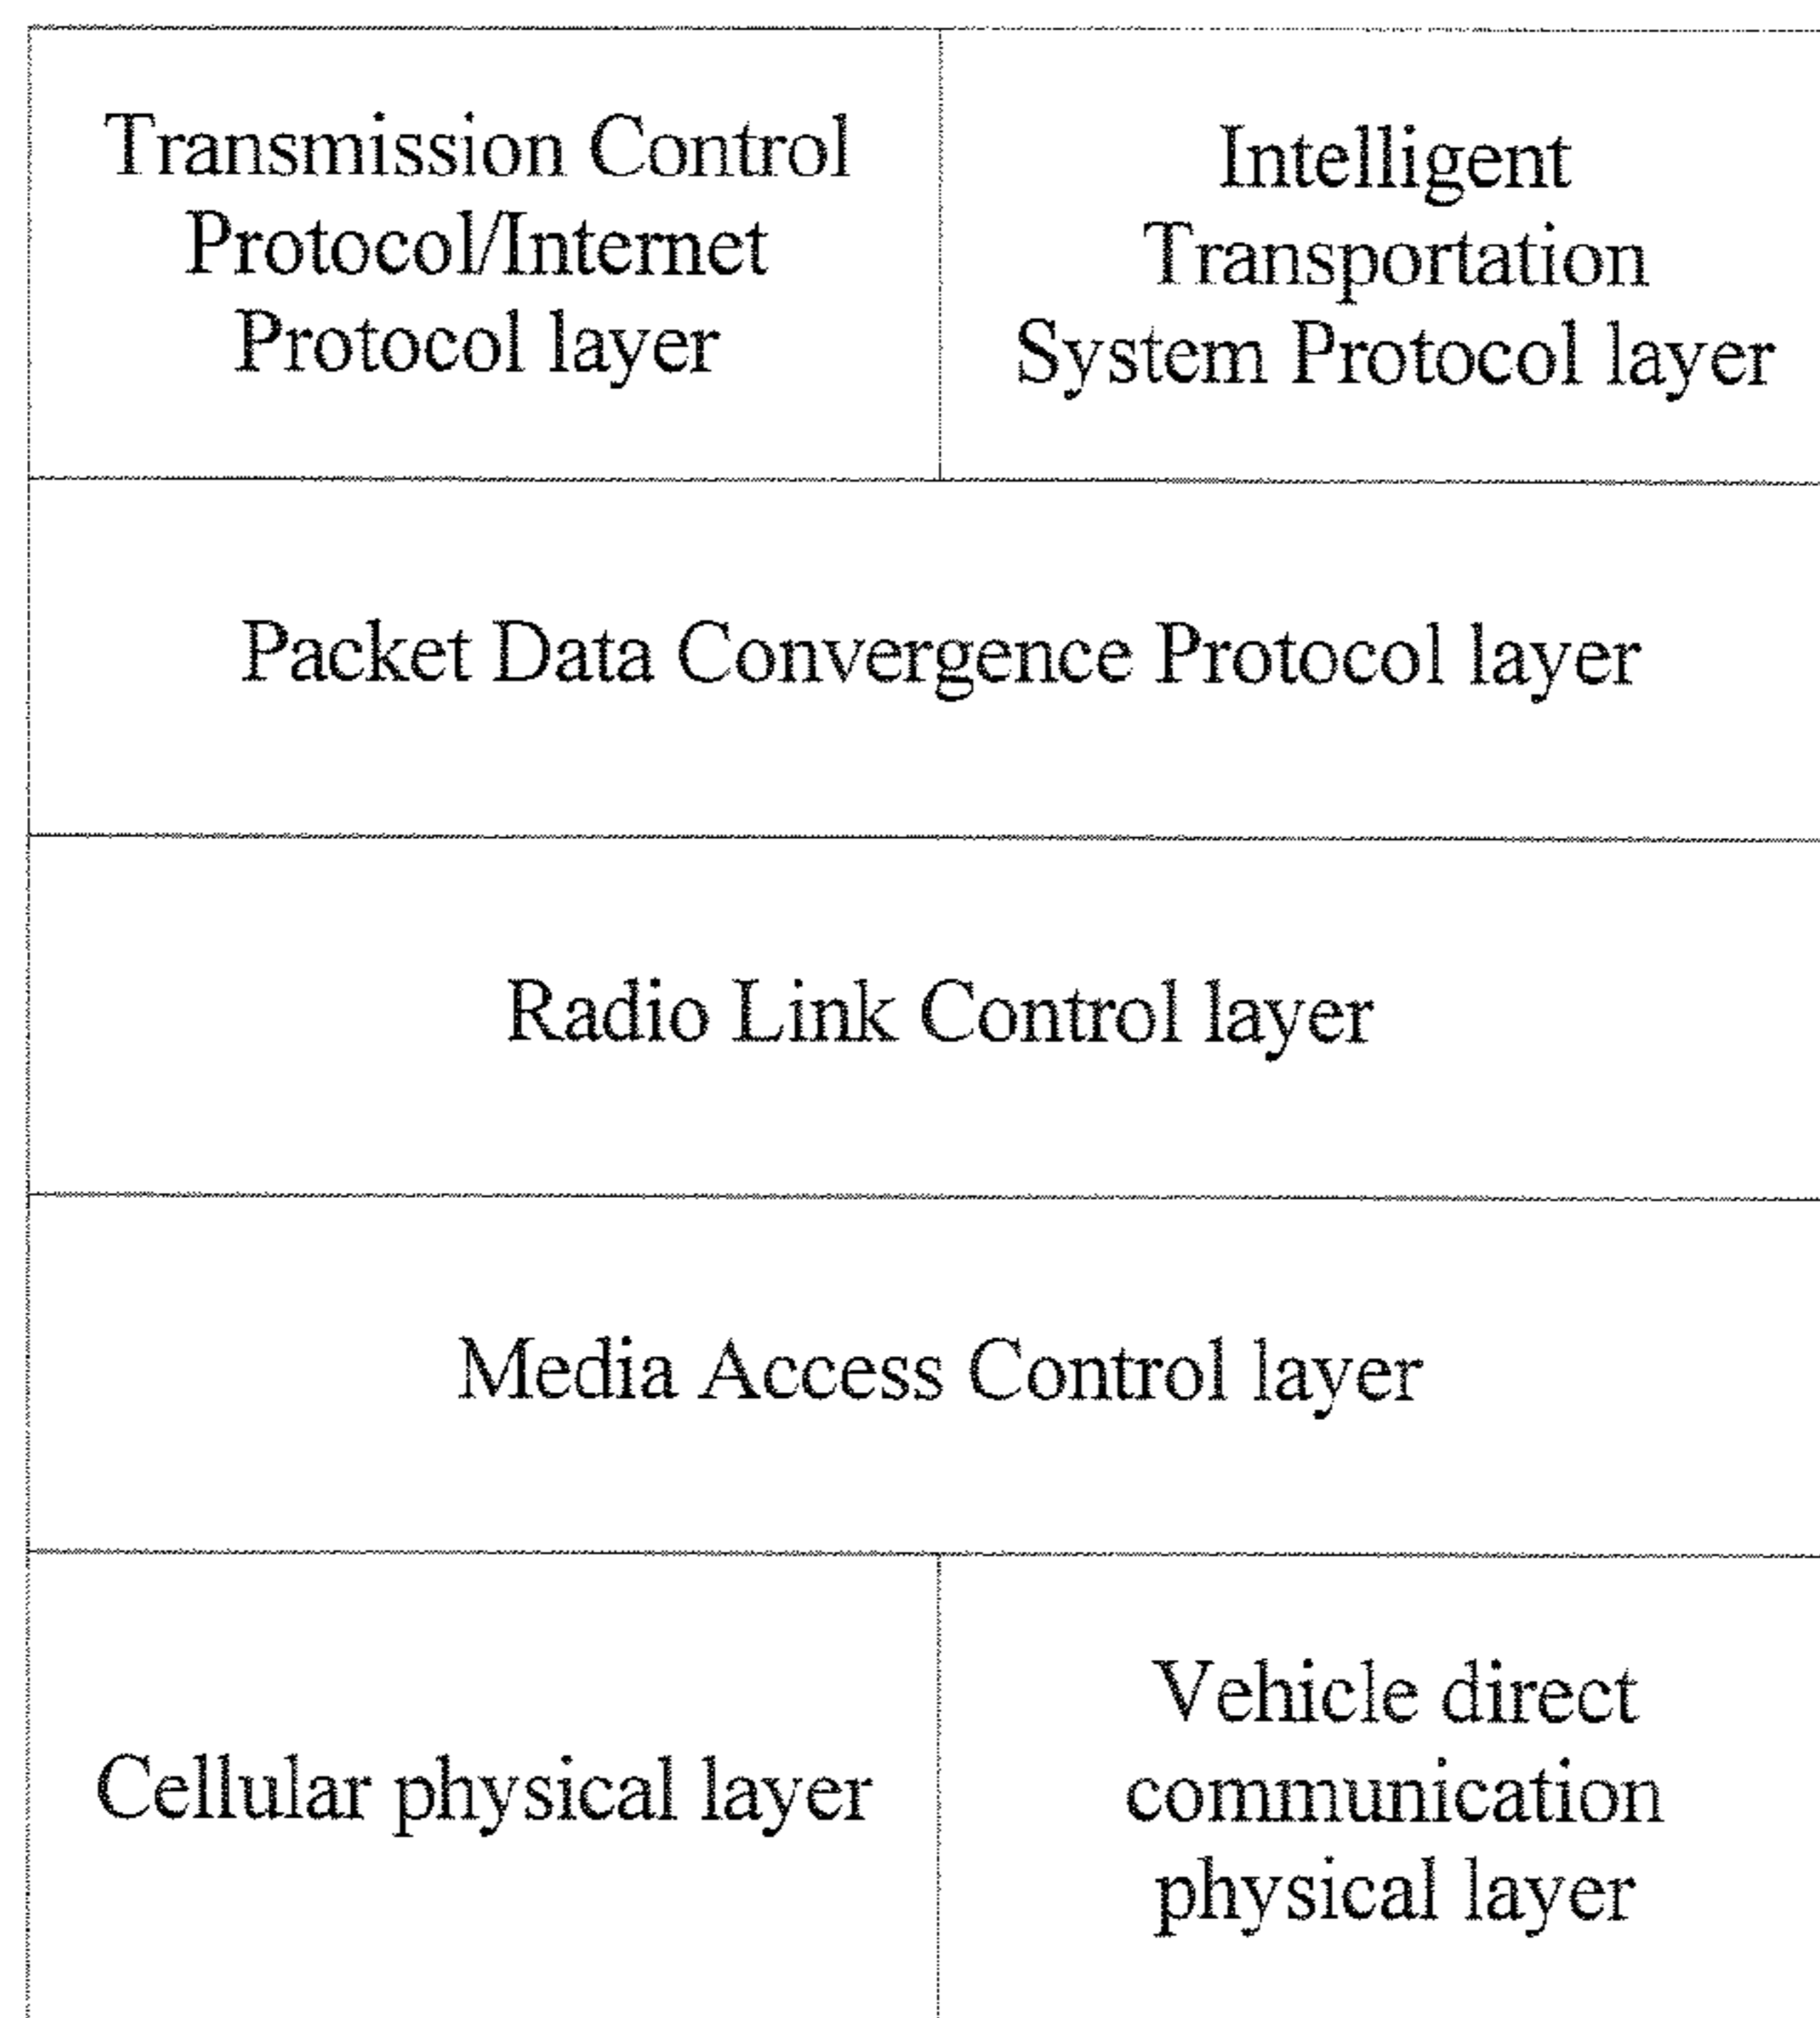 Transmission Control
Protocol/Internet
Protocol layer
Intelligent
Transportation
System Protocol layer
Packet Data Convergence Protocol layer
Radio Link Control layer
Media Access Control layer
Cellular physical layer
Vehicle direct
communication
physical layer